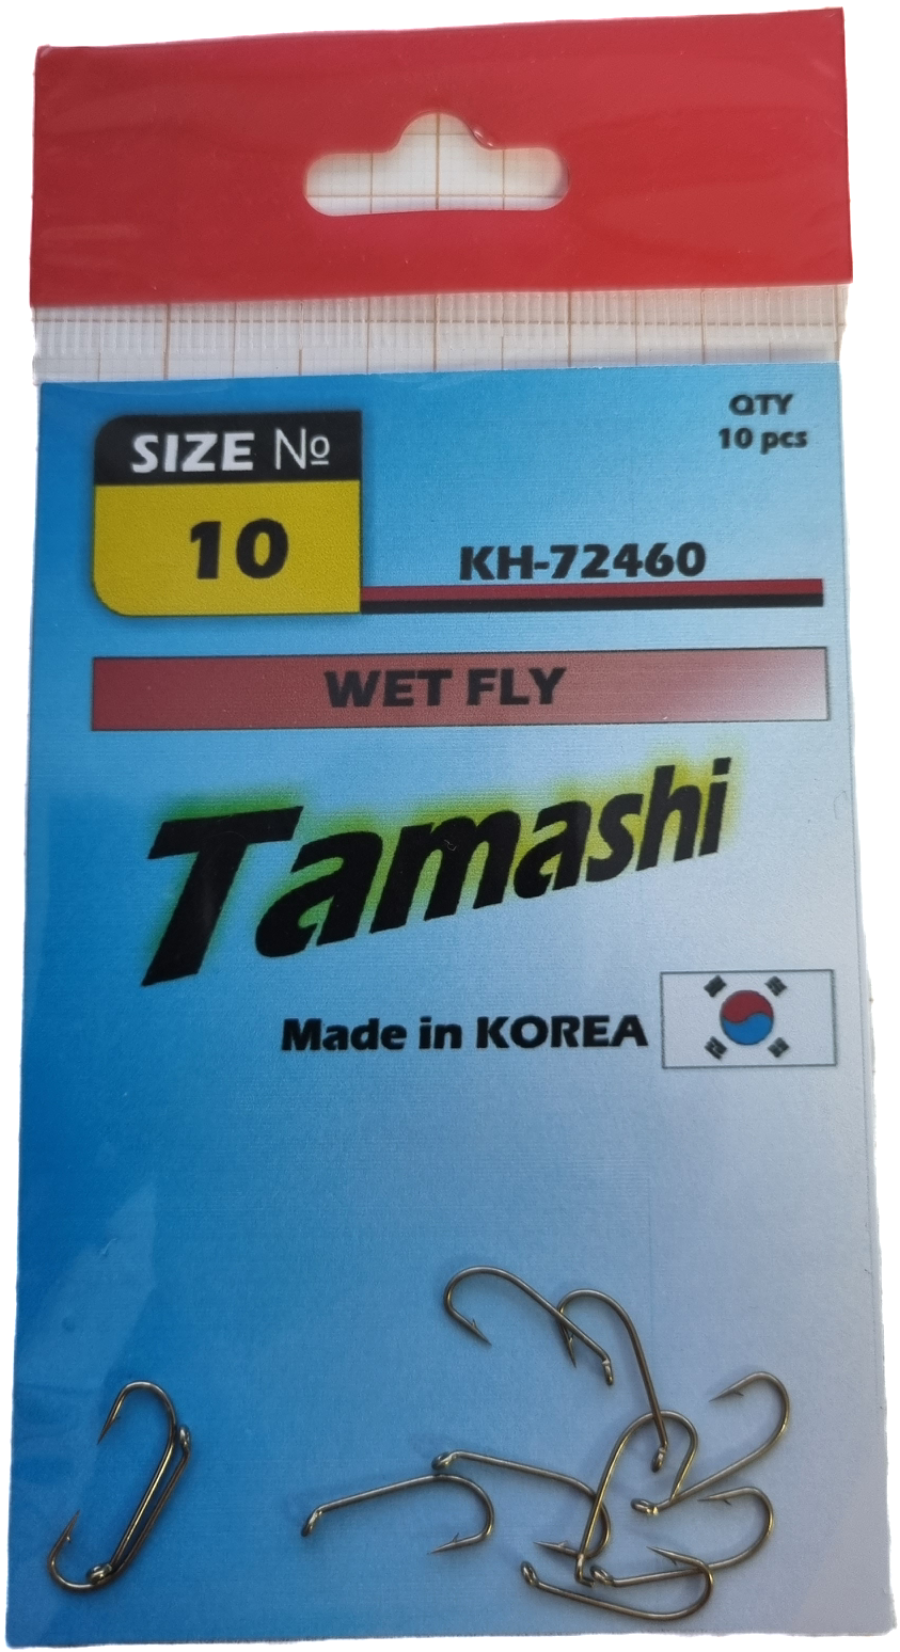 QTY
10 pcs
SIZE №
10
KH-72460
WET FLY
Tamashi
Made in KOREA